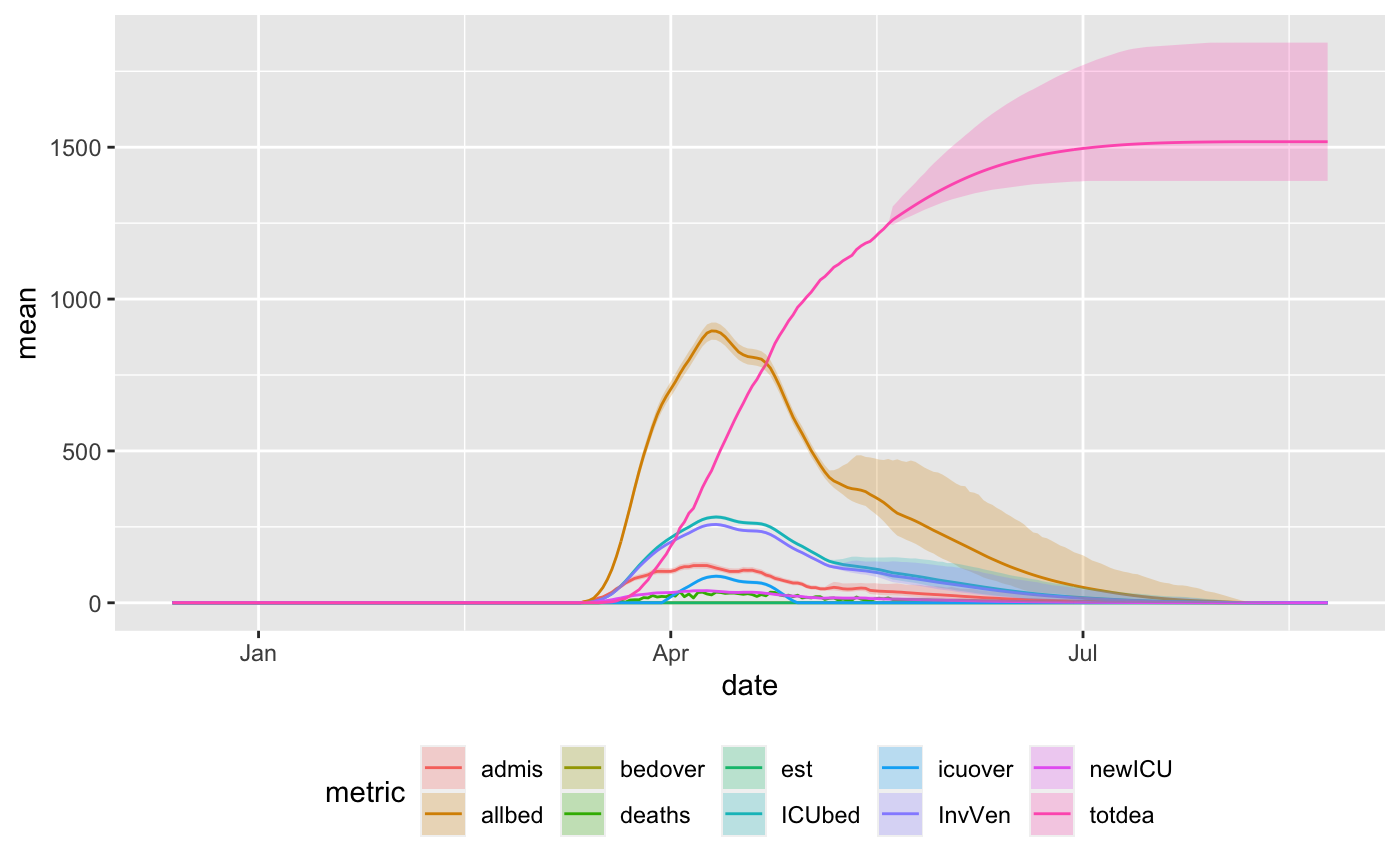 1500
1000
500
0
mean
Jan Apr Jul
date
metric
admis bedover est icuover newICU
allbed deaths ICUbed InvVen totdea